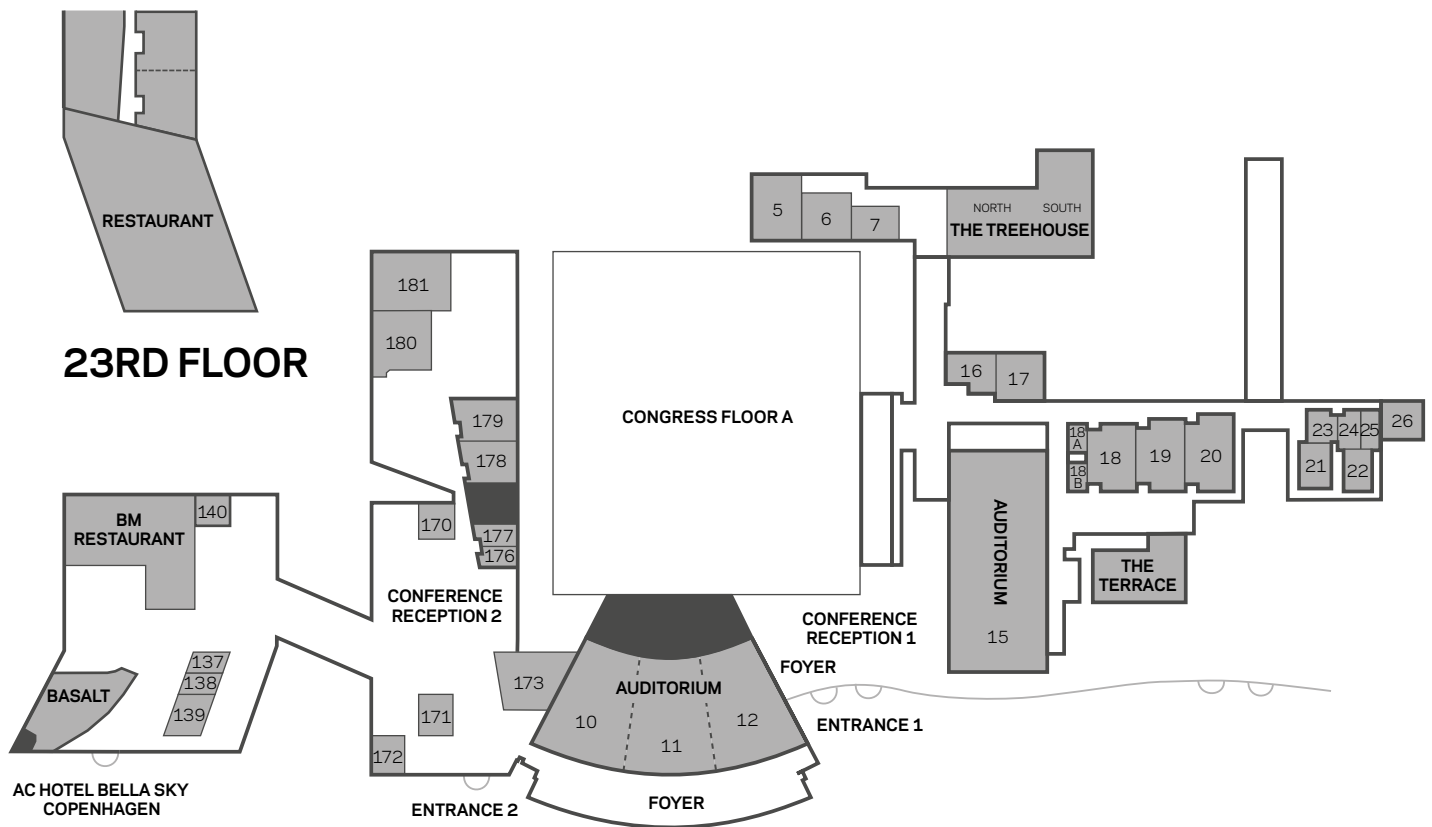 RESTAURANT
23RD FLOOR
5
6
7
NORTH
SOUTH
THE TREEHOUSE
181
180
179
178
177
176
170
CONGRESS FLOOR A
16
17
18
A
18
B
18
19
20
23
24
25
26
21
22
BM
RESTAURANT
140
CONFERENCE
RECEPTION 2
AUDITORIUM
15
THE
TERRACE
CONFERENCE
RECEPTION 1
FOYER
137
138
139
BASALT
173
171
172
AUDITORIUM
10
11
12
ENTRANCE 1
AC HOTEL BELLA SKY
COPENHAGEN
ENTRANCE 2
FOYER